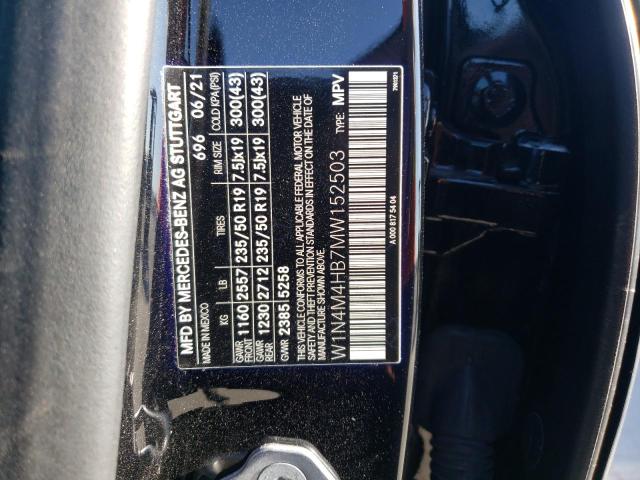 MFD BY MERCEDES-BENZ AG STUTTGART
MADE IN MEXICO 696 06/21
KG LB TIRES RIM SIZE COLD KPA(PSI)
GAWR FRONT 1160 2557 235/50 R19 7.5Jx19 300(43)
GAWR REAR 1230 2712 235/50 R19 7.5Jx19 300(43)
GVWR 2385 5258
THIS VEHICLE CONFORMS TO ALL APPLICABLE FEDERAL MOTOR VEHICLE
SAFETY AND THEFT PREVENTION STANDARDS IN EFFECT ON THE DATE OF
MANUFACTURE SHOWN ABOVE.
W1N4M4HB7MW152503 TYPE: MPV
A 000 817 54 04